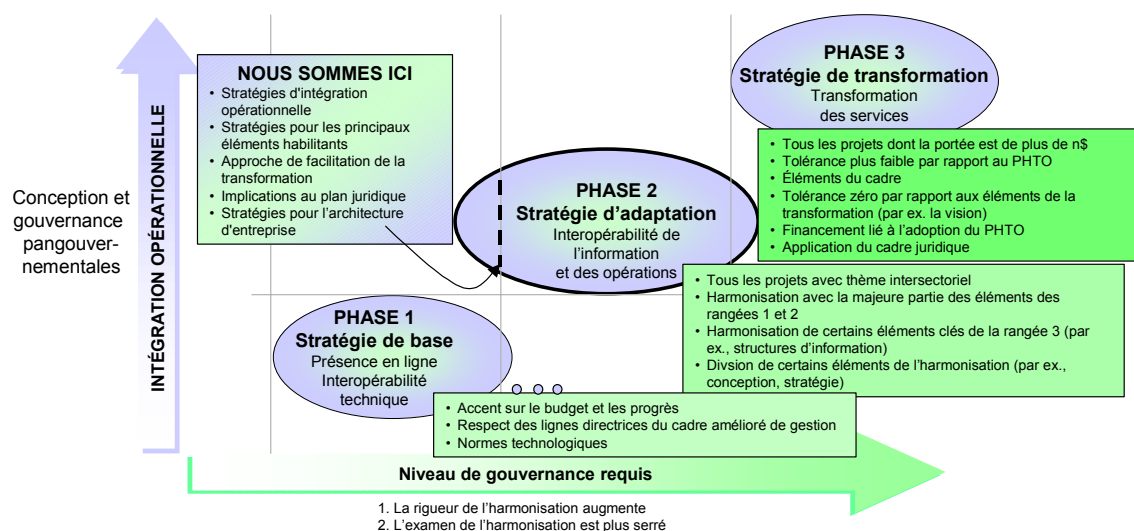 Conception et
gouvernance
pangouver-
nementales
INTÉGRATION OPÉRATIONNELLE
NOUS SOMMES ICI
• Stratégies d'intégration
opérationnelle
• Stratégies pour les principaux
éléments habilitants
• Approche de facilitation de la
transformation
• Implications au plan juridique
• Stratégies pour l'architecture
d'entreprise
PHASE 1
Stratégie de base
Présence en ligne
Interopérabilité
technique
• Accent sur le budget et les progrès
• Respect des lignes directrices du cadre amélioré de gestion
• Normes technologiques
PHASE 2
Stratégie d'adaptation
Interopérabilité de
l'information
et des opérations
• Tous les projets avec thème intersectoriel
• Harmonisation avec la majeure partie des éléments des
rangées 1 et 2
• Harmonisation de certains éléments clés de la rangée 3 (par
ex., structures d'information)
• Divsion de certains éléments de l'harmonisation (par ex.,
conception, stratégie)
PHASE 3
Stratégie de transformation
Transformation
des services
• Tous les projets dont la portée est de plus de n$
• Tolérance plus faible par rapport au PHTO
• Éléments du cadre
• Tolérance zéro par rapport aux éléments de la
transformation (par ex. la vision)
• Financement lié à l'adoption du PHTO
• Application du cadre juridique
Niveau de gouvernance requis
1. La rigueur de l'harmonisation augmente
2. L'examen de l'harmonisation est plus serré